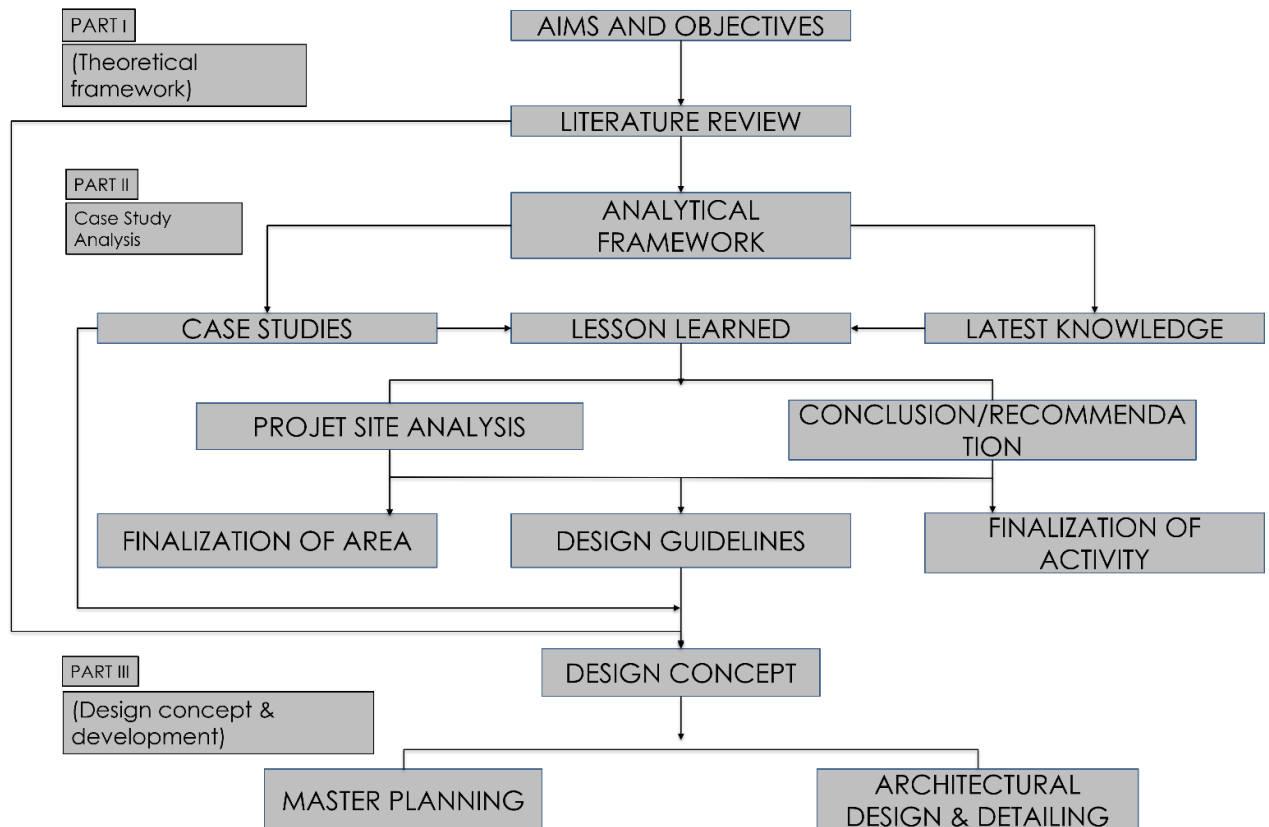 PART I
(Theoretical
framework)
AIMS AND OBJECTIVES
LITERATURE REVIEW
PART II
Case Study
Analysis
ANALYTICAL
FRAMEWORK
CASE STUDIES
LESSON LEARNED
LATEST KNOWLEDGE
PROJET SITE ANALYSIS
CONCLUSION/RECOMMENDA
TION
FINALIZATION OF AREA
DESIGN GUIDELINES
FINALIZATION OF
ACTIVITY
PART III
(Design concept &
development)
DESIGN CONCEPT
MASTER PLANNING
ARCHITECTURAL
DESIGN & DETAILING